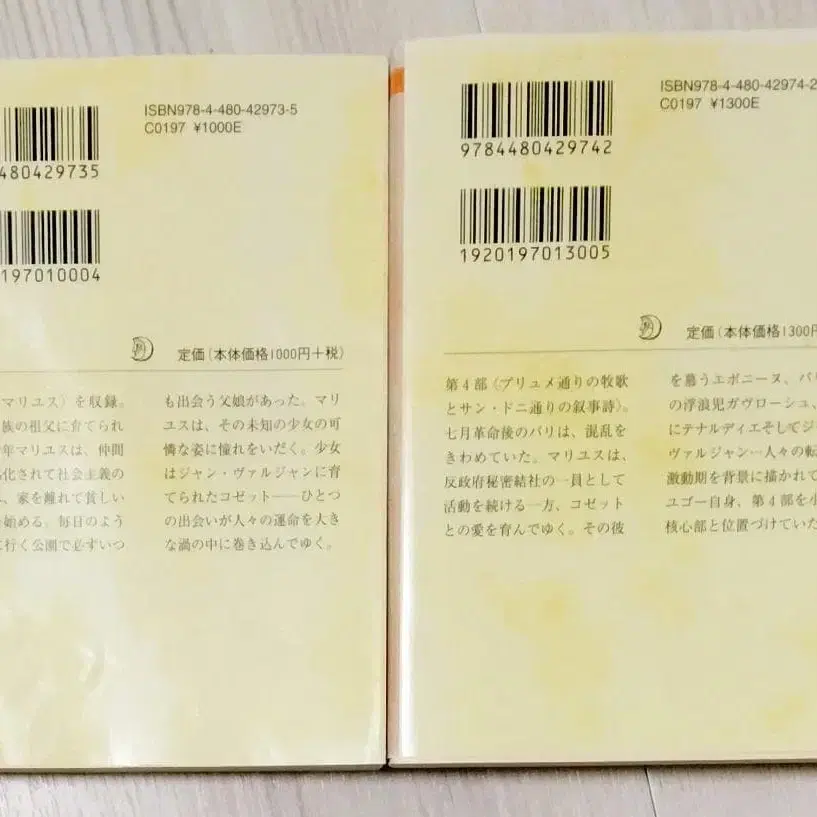 ISBN978-4-480-42973-5
C0197 ¥1000E
480429735
197010004
定価(本体価格1000円+税)
マリユス〉を収録。
族の祖父に育てられ
年マリユスは、仲間
化されて社会主義の
、家を離れて貧しい
始める。毎日のよう
に行く公園で必ずいつ
も出会う父娘があった。マリ
ユスは、その未知の少女の可
憐な姿に憧れをいだく。少女
はジャン・ヴァルジャンに育
てられたコゼット――ひとつ
の出会いが人々の運命を大き
な渦の中に巻き込んでゆく。
ISBN978-4-480-42974-2
C0197 ¥1300E
9784480429742
1920197013005
定価(本体価格1300円
第4部〈プリュメ通りの牧歌
とサン・ドニ通りの叙事詩〉。
七月革命後のパリは、混乱を
きわめていた。マリユスは、
反政府秘密結社の一員として
活動を続ける一方、コゼット
との愛を育んでゆく。その彼
を慕うエポニーヌ、パリ
の浮浪児ガヴローシュ、
にテナルディエそしてジ
ヴァルジャン…人々の転
激動期を背景に描かれて
ユゴー自身、第4部を小
核心部と位置づけていた